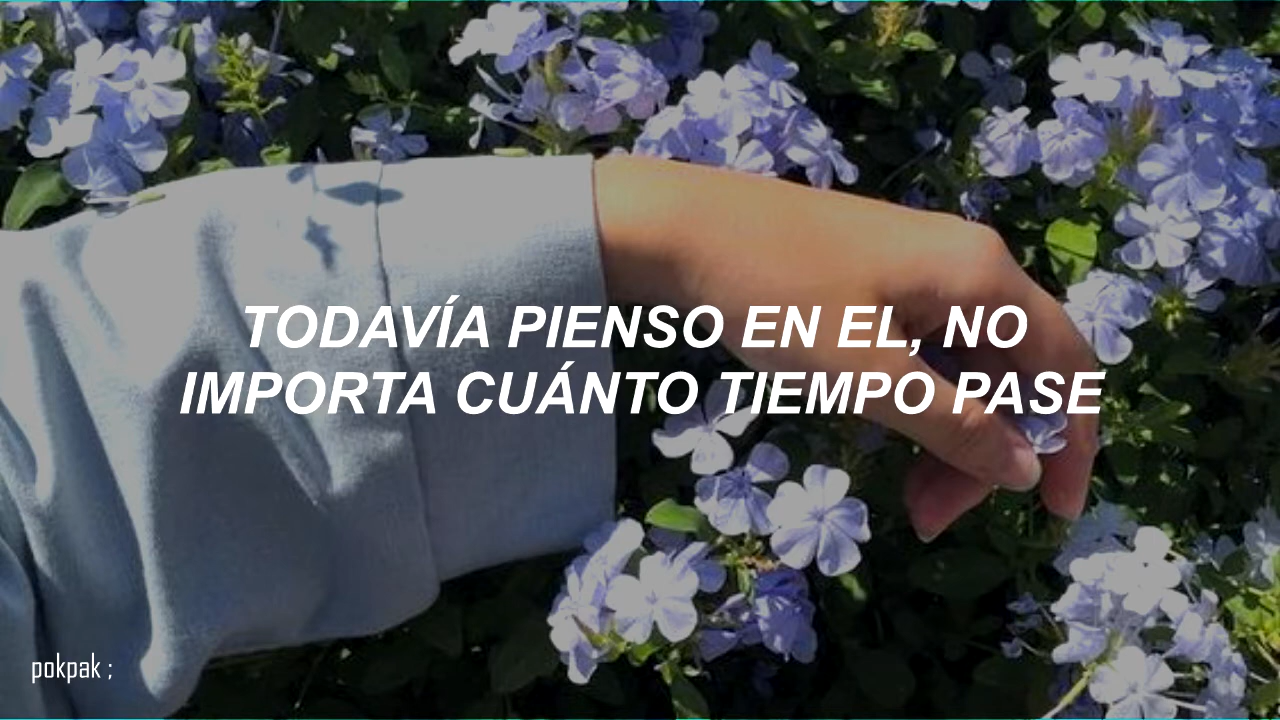 TODAVÍA PIENSO EN EL, NO
IMPORTA CUÁNTO TIEMPO PASE
pokpak ;